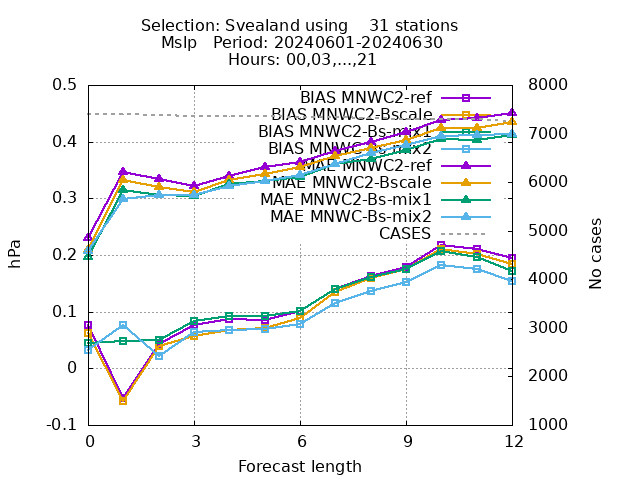 Selection: Svealand using    31 stations
Mslp   Period: 20240601-20240630
Hours: 00,03,...,21
0.5
0.4
0.3
0.2
0.1
0
-0.1
hPa
8000
7000
6000
5000
4000
3000
2000
1000
No cases
BIAS MNWC2-ref
BIAS MNWC2-Bscale
BIAS MNWC2-Bs-mix1
BIAS MNWC-Bs-mix2
MAE MNWC2-ref
MAE MNWC2-Bscale
MAE MNWC2-Bs-mix1
MAE MNWC-Bs-mix2
CASES
0 3 6 9 12
Forecast length